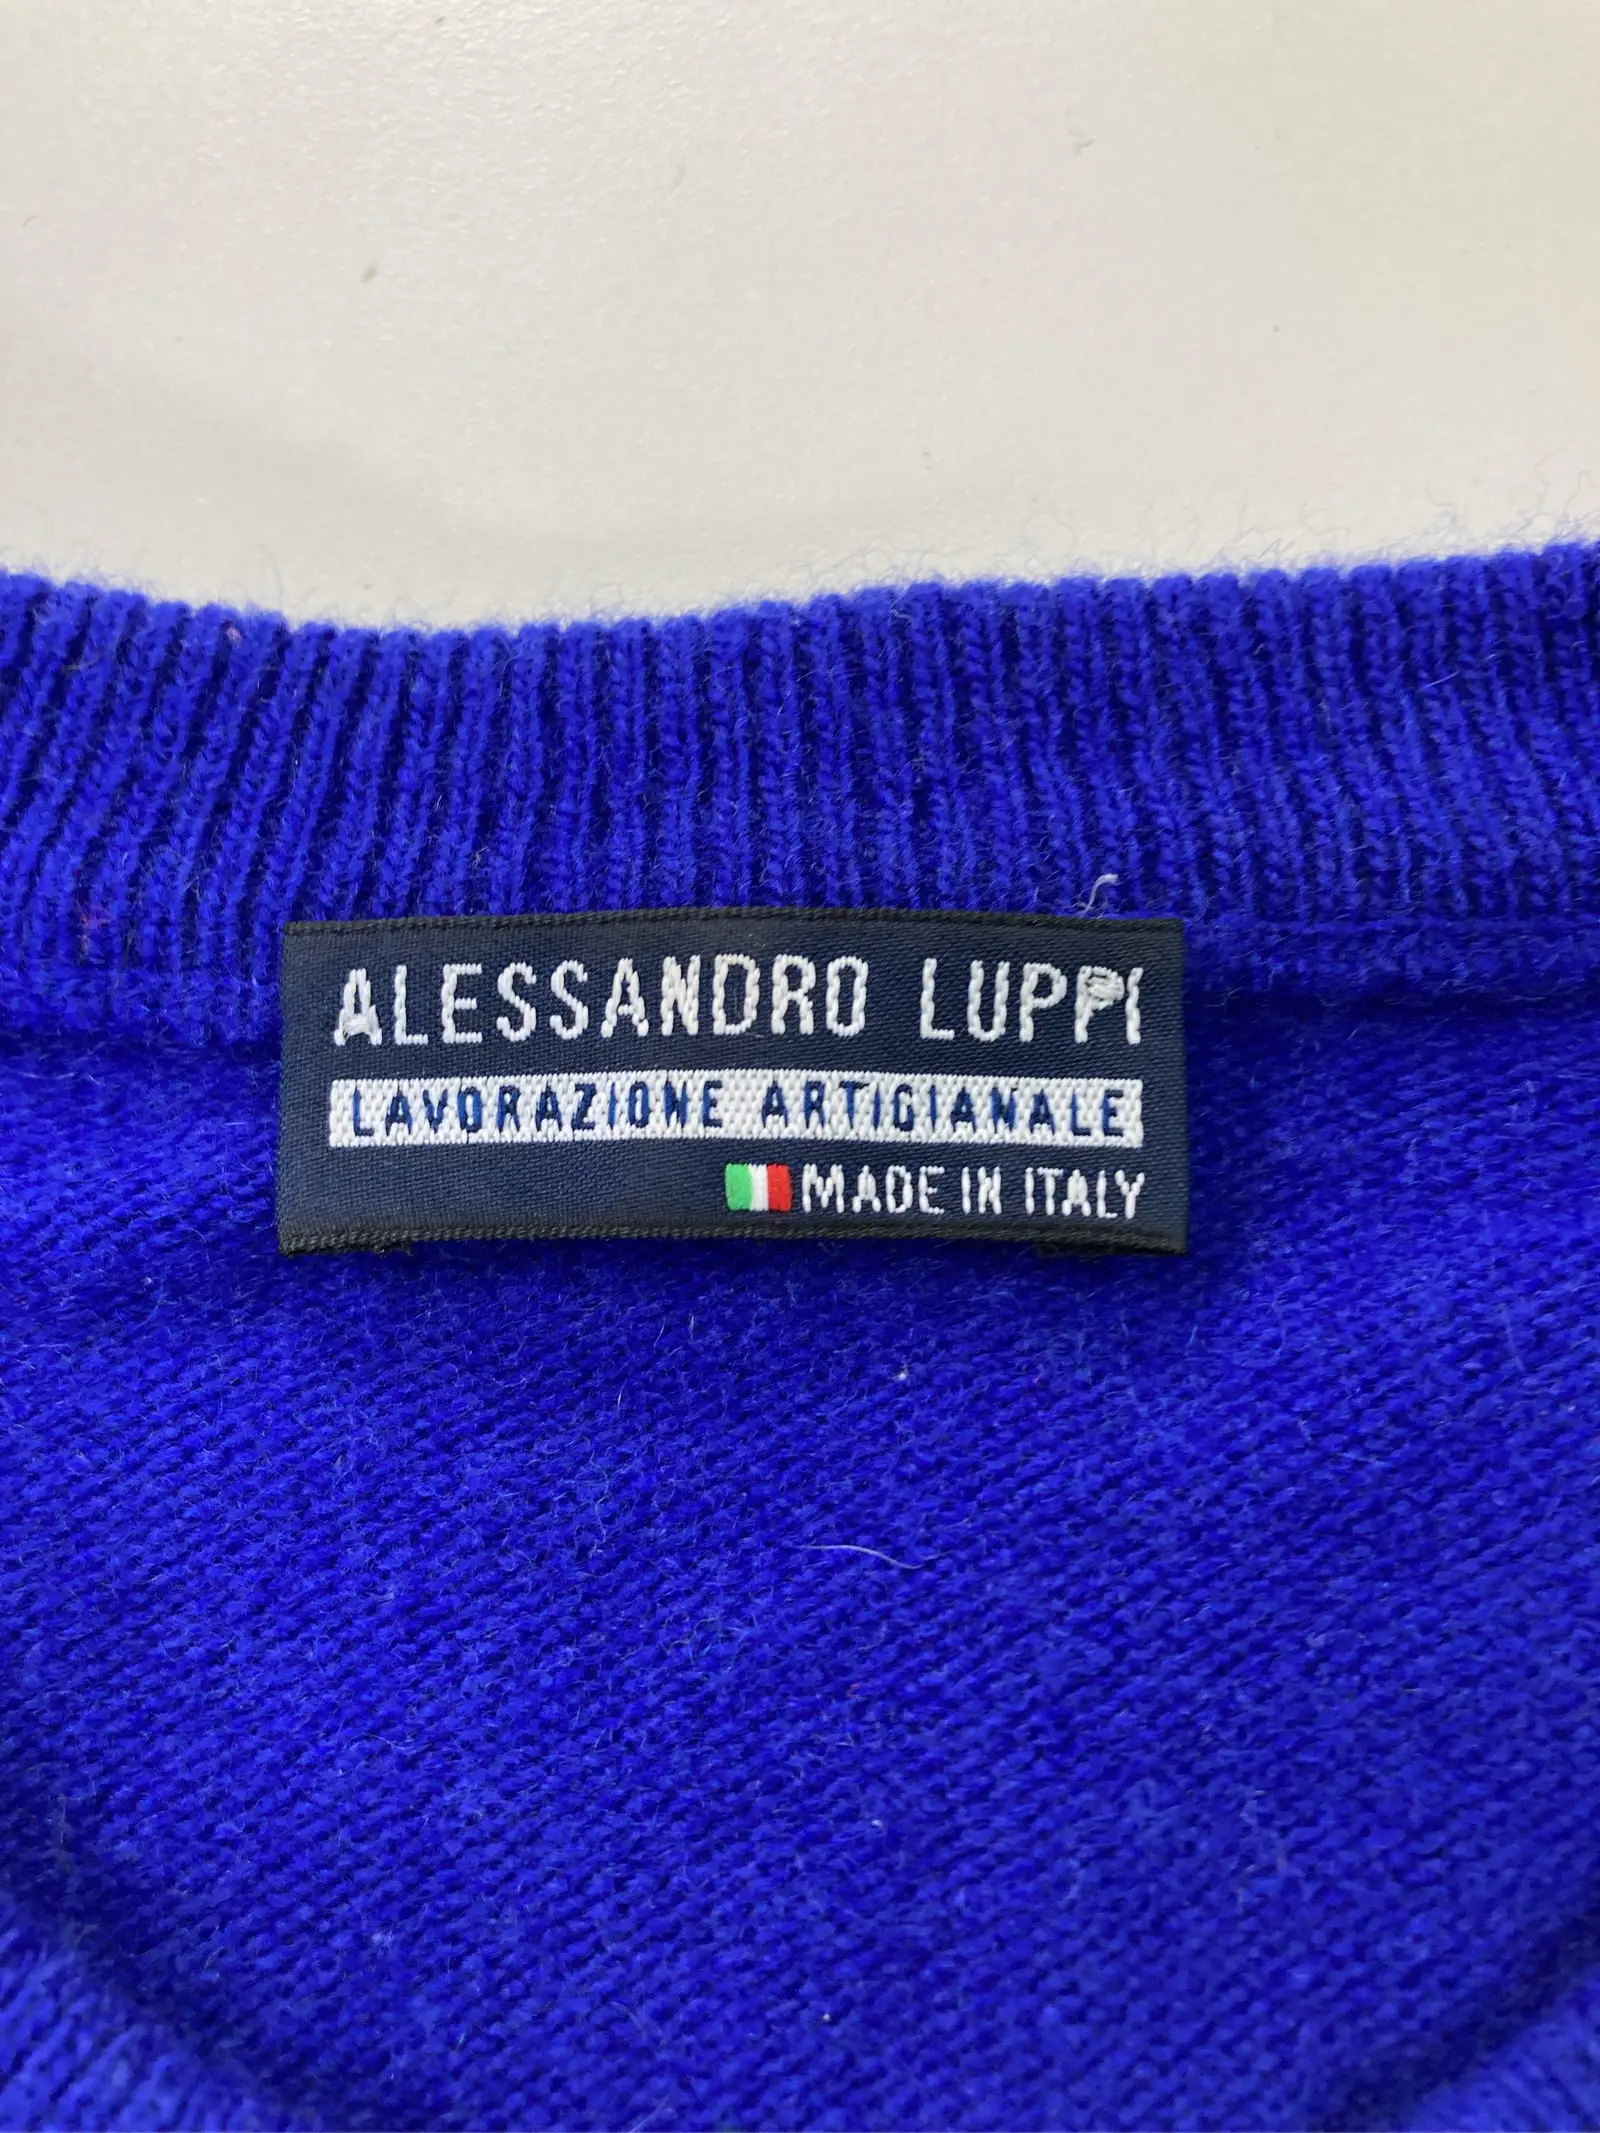 ALESSANDRO LUPPI
LAVORAZIONE ARTIGIANALE
MADE IN ITALY